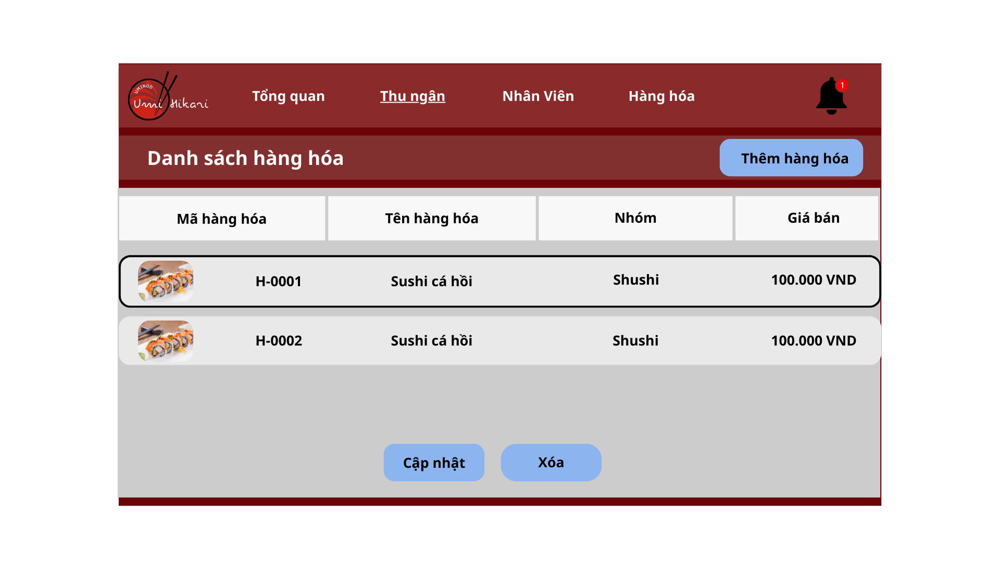 UMINOO
Umi Hikari
Tổng quan
Thu ngân
Nhân Viên
Hàng hóa
1
Danh sách hàng hóa
Thêm hàng hóa
Mã hàng hóa
Tên hàng hóa
Nhóm
Giá bán
H-0001
Sushi cá hồi
Shushi
100.000 VND
H-0002
Sushi cá hồi
Shushi
100.000 VND
Cập nhật
Xóa